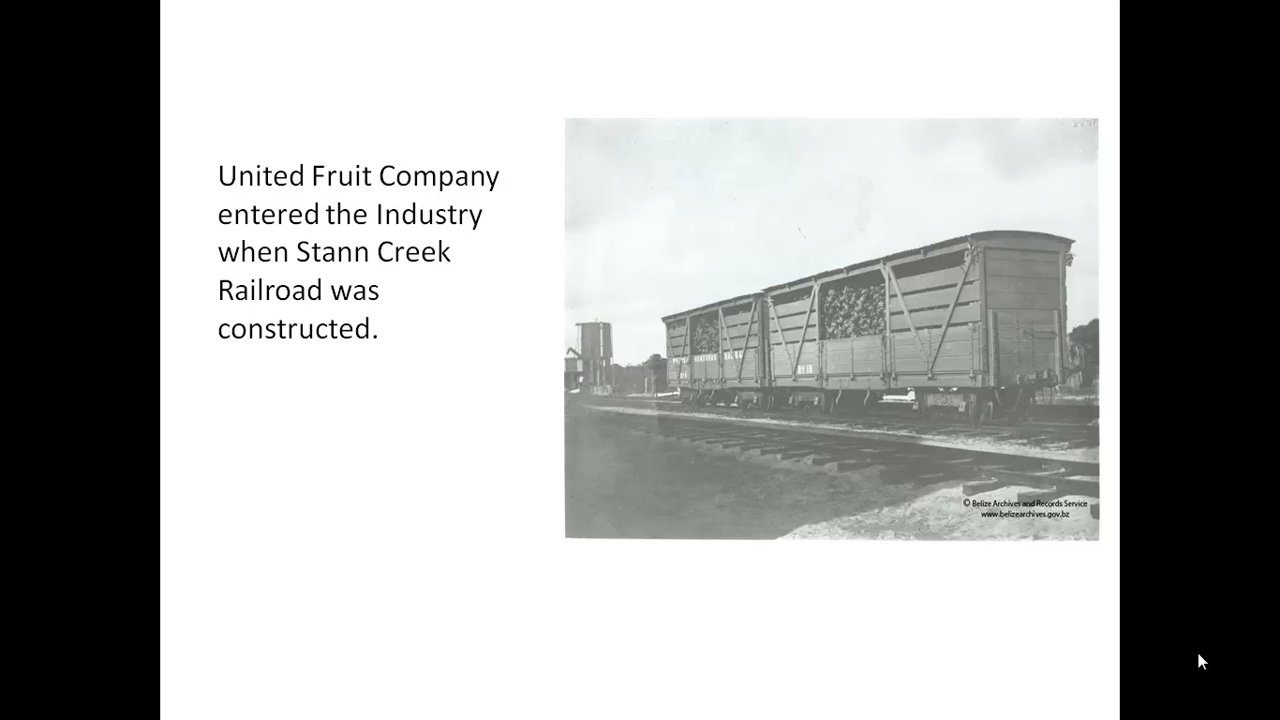 United Fruit Company
entered the Industry
when Stann Creek
Railroad was
constructed.
© Belize Archives and Records Service
www.belizearchives.gov.bz